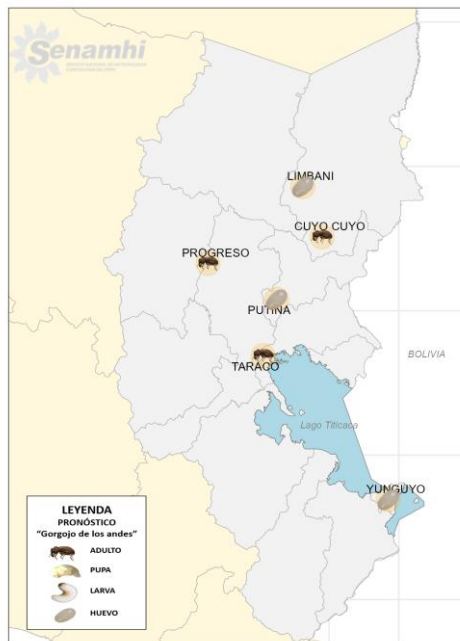 Senamhi
LIMBANI
CUYO CUYO
PROGRESO
PUTINA
BOLIVIA
TARACO
Lago Titicaca
YUNGUYO
LEYENDA
PRONÓSTICO
“Gorgojo de los andes”
ADULTO
PUPA
LARVA
HUEVO